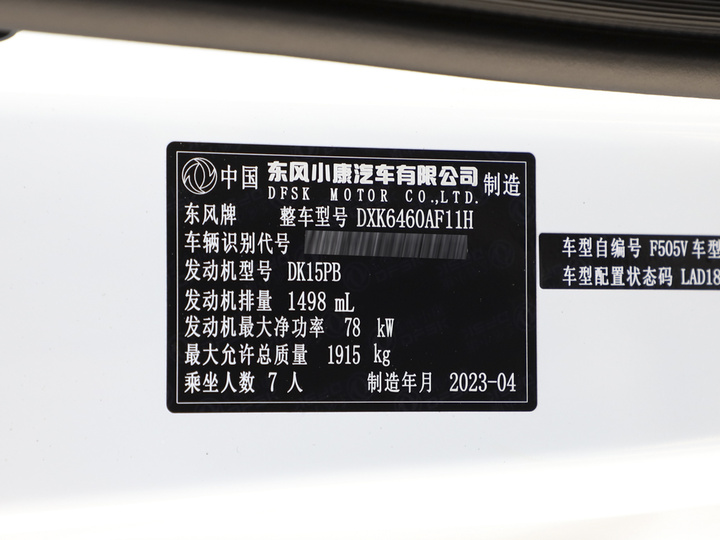 中国 东风小康汽车有限公司 制造
DFSK MOTOR CO.,LTD.
东风牌 整车型号 DXK6460AF11H
车辆识别代号
发动机型号 DK15PB
发动机排量 1498 mL
发动机最大净功率 78 kW
最大允许总质量 1915 kg
乘坐人数 7 人 制造年月 2023-04
车型自编号 F505V 车型
车型配置状态码 LAD18